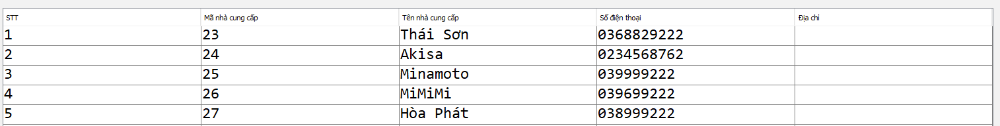 STT Mã nhà cung cấp Tên nhà cung cấp Số điện thoại Địa chỉ
1 23 Thái Sơn 0368829222
2 24 Akisa 0234568762
3 25 Minamoto 039999222
4 26 MiMiMi 039699222
5 27 Hòa Phát 038999222